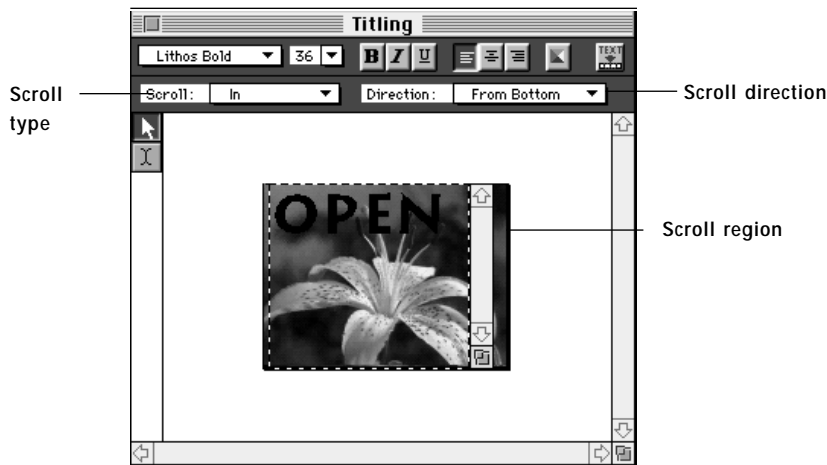 Titling
Lithos Bold 36 B I U TEXT
Scroll: In Direction: From Bottom
Scroll type
Scroll direction
OPEN
Scroll region